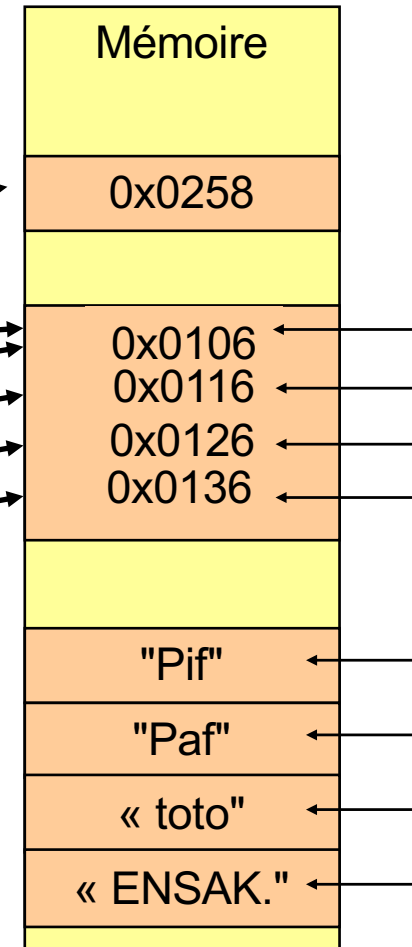 Mémoire
0x0258
0x0106
0x0116
0x0126
0x0136
"Pif"
"Paf"
« toto"
« ENSAK."